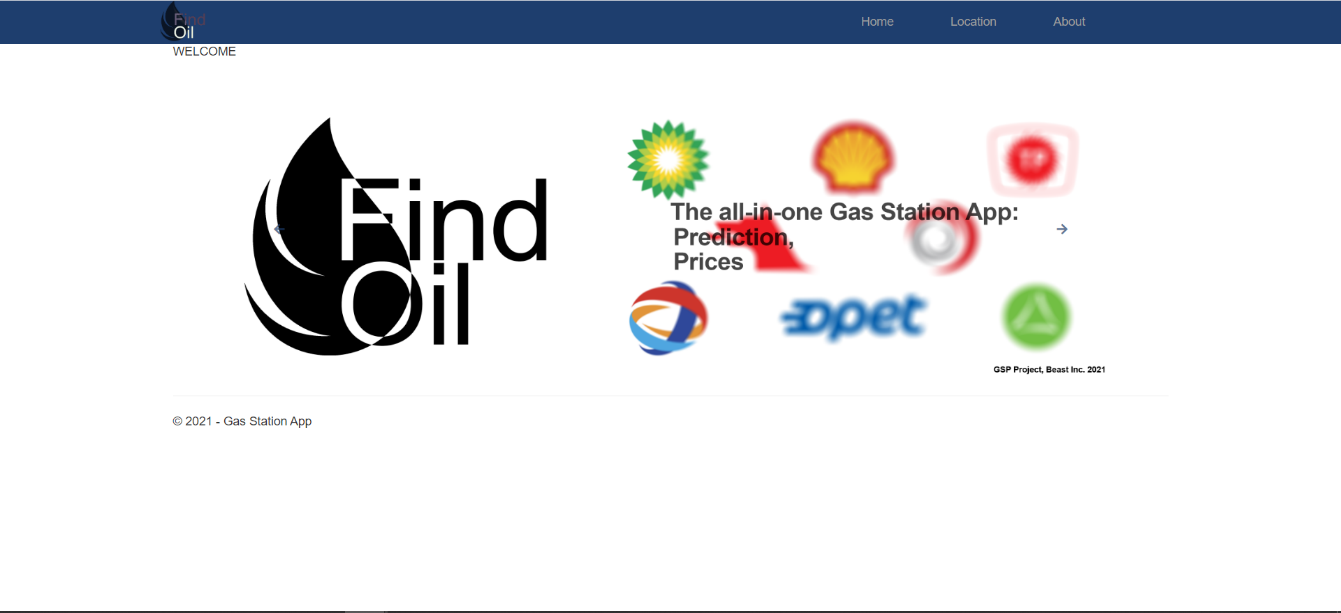 Find
Oil
Home
Location
About
WELCOME
Find
Oil
The all-in-one Gas Station App:
Prediction,
Prices
opet
GSP Project, Beast Inc. 2021
© 2021 - Gas Station App